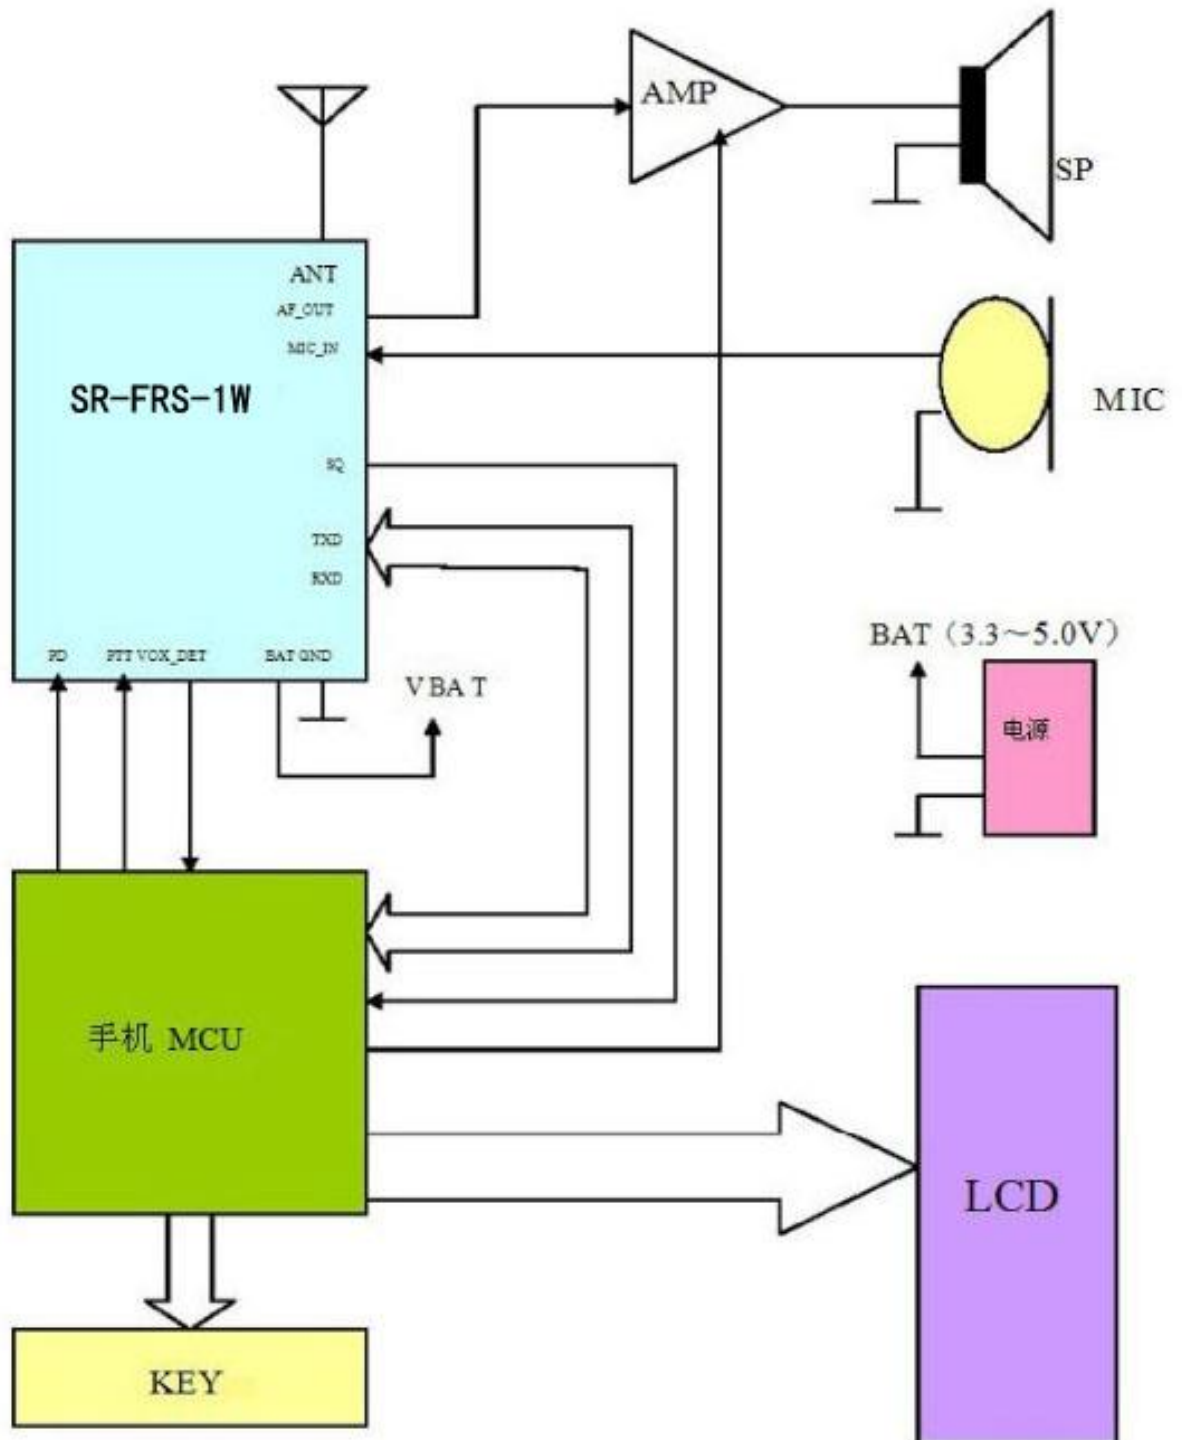 AMP
SP
ANT
AF_OUT
MIC_IN
SR-FRS-1W
MIC
SQ
TXD
RXD
BAT（3.3～5.0V）
PD PTT VOX_DET BAT GND
VBAT
电源
手机 MCU
LCD
KEY